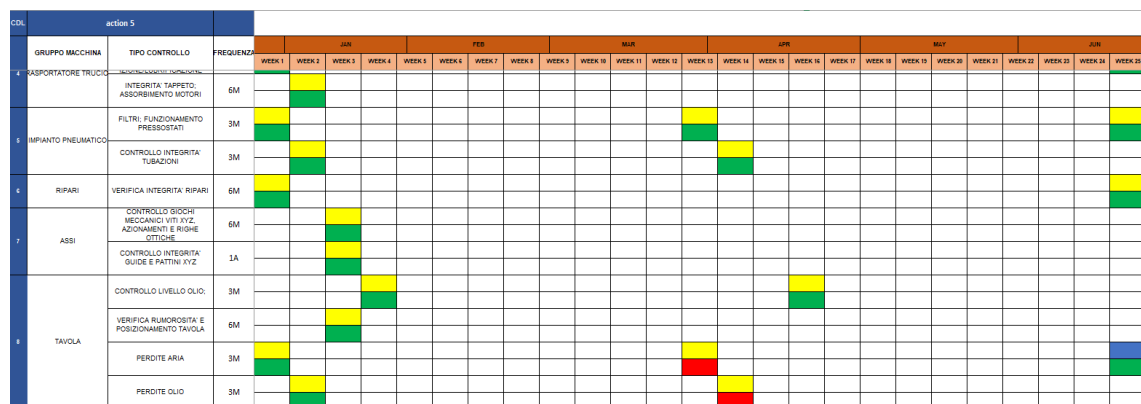 CDL action 5
GRUPPO MACCHINA TIPO CONTROLLO FREQUENZA JAN FEB MAR APR MAY JUN
WEEK 1 WEEK 2 WEEK 3 WEEK 4 WEEK 5 WEEK 6 WEEK 7 WEEK 8 WEEK 9 WEEK 10 WEEK 11 WEEK 12 WEEK 13 WEEK 14 WEEK 15 WEEK 16 WEEK 17 WEEK 18 WEEK 19 WEEK 20 WEEK 21 WEEK 22 WEEK 23 WEEK 24 WEEK 25
4 RASPORTATORE TRUCIO
INTEGRITA' TAPPETO;
ASSORBIMENTO MOTORI
6M
5 IMPIANTO PNEUMATICO
FILTRI; FUNZIONAMENTO
PRESSOSTATI
3M
CONTROLLO INTEGRITA'
TUBAZIONI
3M
6 RIPARI VERIFICA INTEGRITA' RIPARI 6M
7 ASSI
CONTROLLO GIOCHI
MECCANICI VITI XYZ,
AZIONAMENTI E RIGHE
OTTICHE
6M
CONTROLLO INTEGRITA'
GUIDE E PATTINI XYZ
1A
8 TAVOLA
CONTROLLO LIVELLO OLIO; 3M
VERIFICA RUMOROSITA' E
POSIZIONAMENTO TAVOLA
6M
PERDITE ARIA 3M
PERDITE OLIO 3M